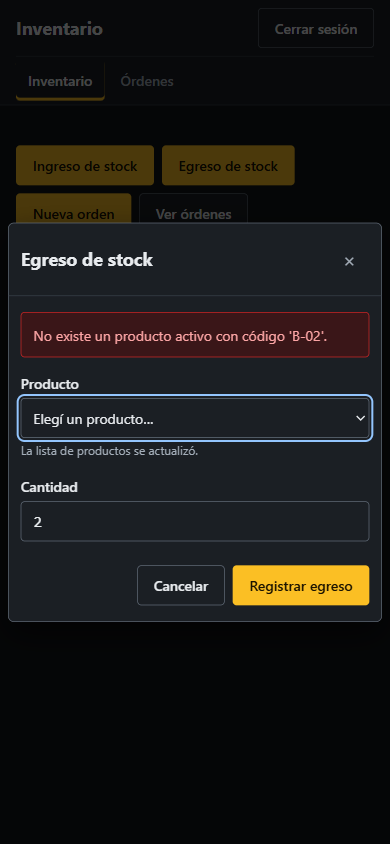 Inventario
Cerrar sesión
Inventario
Órdenes
Ingreso de stock
Egreso de stock
Nueva orden
Ver órdenes
Egreso de stock
×
No existe un producto activo con código 'B-02'.
Producto
Elegí un producto...
La lista de productos se actualizó.
Cantidad
2
Cancelar
Registrar egreso